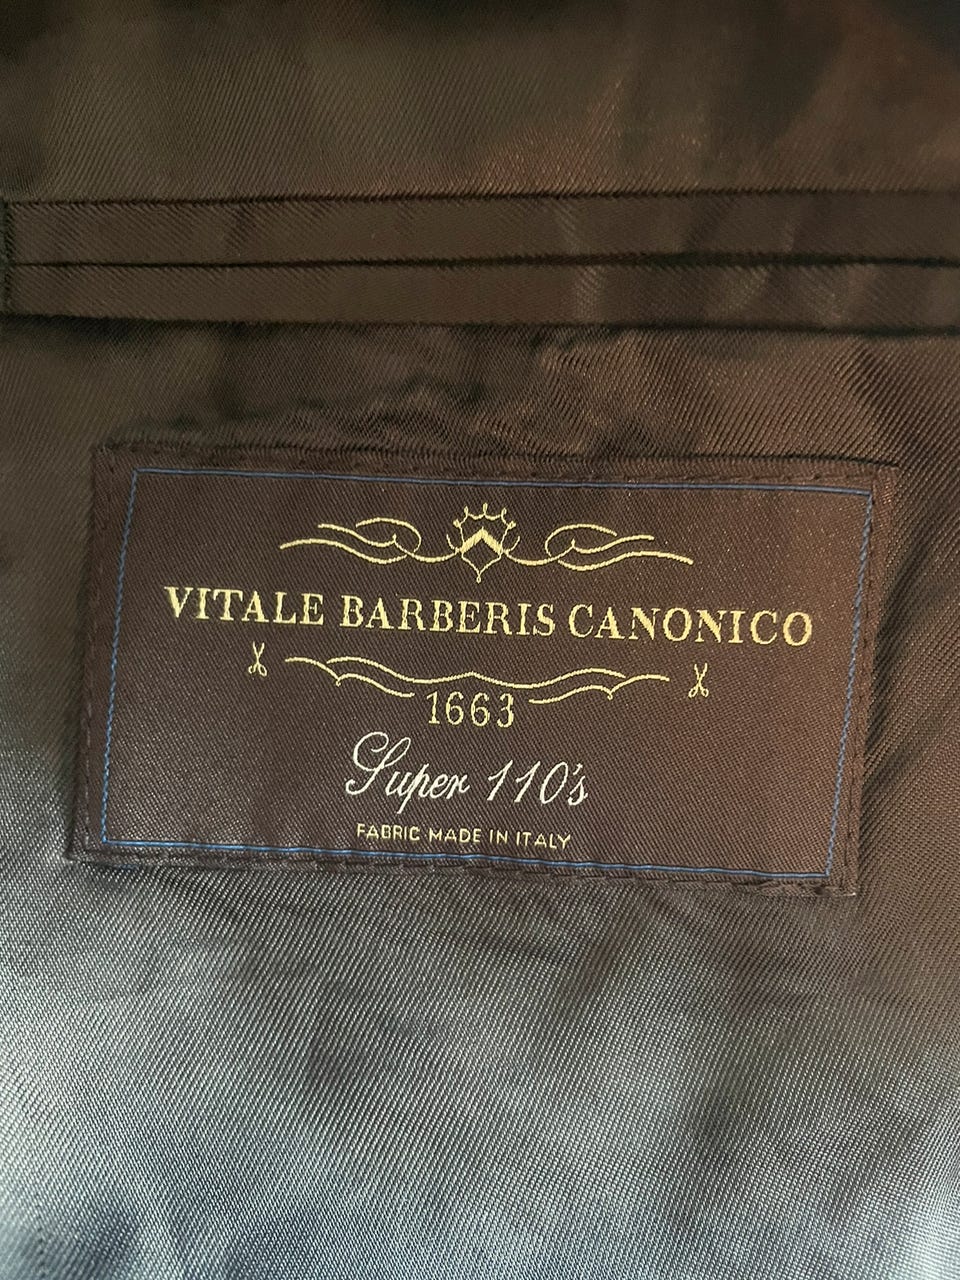 VITALE BARBERIS CANONICO
1663
Super 110's
FABRIC MADE IN ITALY